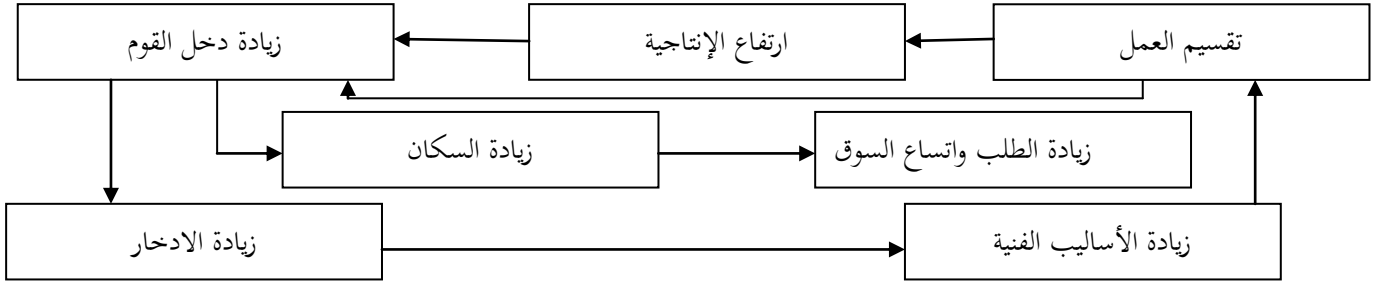 تقسيم العمل
ارتفاع الإنتاجية
زيادة دخل القوم
زيادة الطلب واتساع السوق
زيادة السكان
زيادة الأساليب الفنية
زيادة الادخار